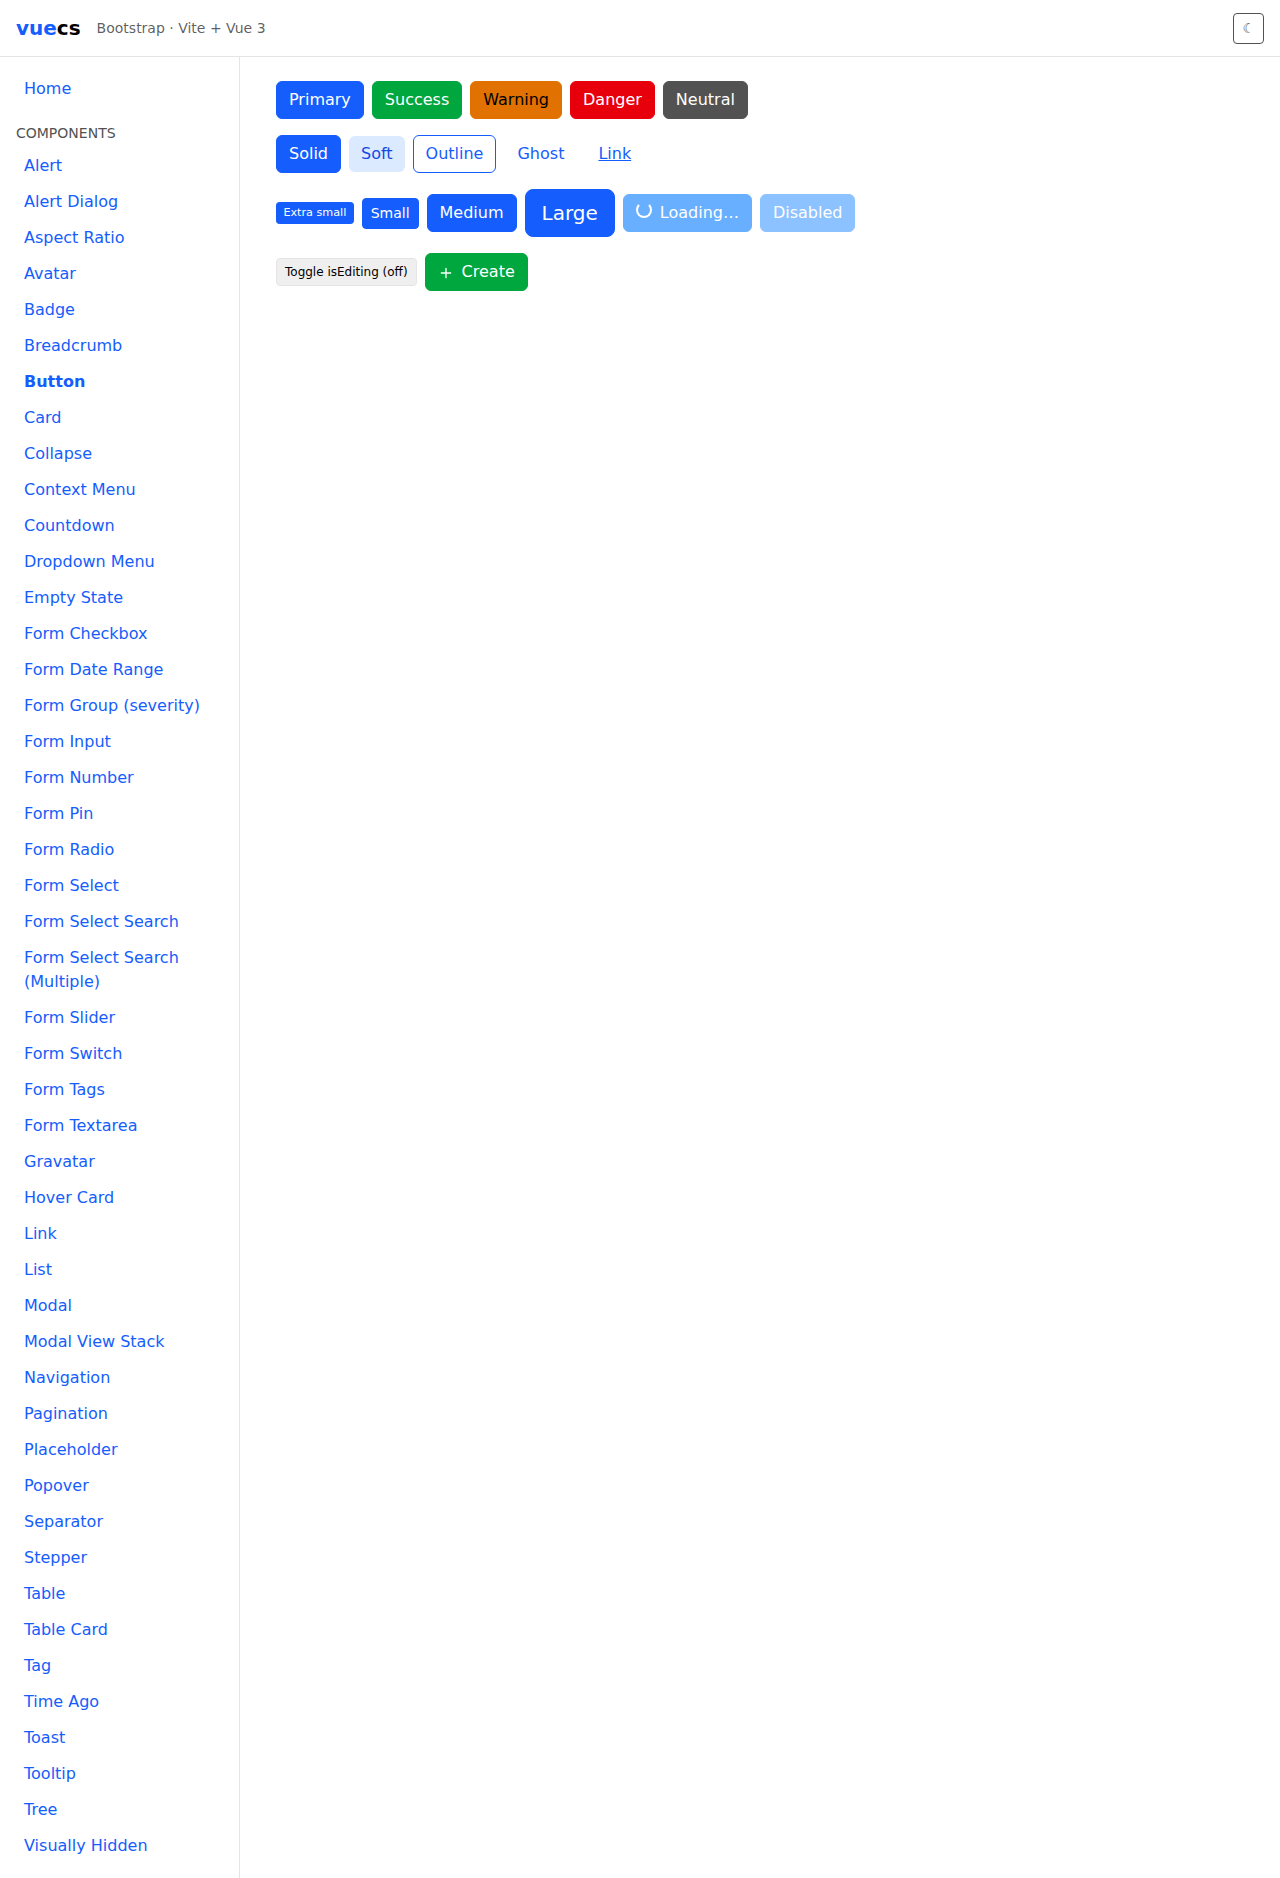 vuecs Bootstrap · Vite + Vue 3 ☾
Home
COMPONENTS
Alert
Alert Dialog
Aspect Ratio
Avatar
Badge
Breadcrumb
Button
Card
Collapse
Context Menu
Countdown
Dropdown Menu
Empty State
Form Checkbox
Form Date Range
Form Group (severity)
Form Input
Form Number
Form Pin
Form Radio
Form Select
Form Select Search
Form Select Search
(Multiple)
Form Slider
Form Switch
Form Tags
Form Textarea
Gravatar
Hover Card
Link
List
Modal
Modal View Stack
Navigation
Pagination
Placeholder
Popover
Separator
Stepper
Table
Table Card
Tag
Time Ago
Toast
Tooltip
Tree
Visually Hidden
Primary Success Warning Danger Neutral
Solid Soft Outline Ghost Link
Extra small Small Medium Large Loading… Disabled
Toggle isEditing (off) + Create